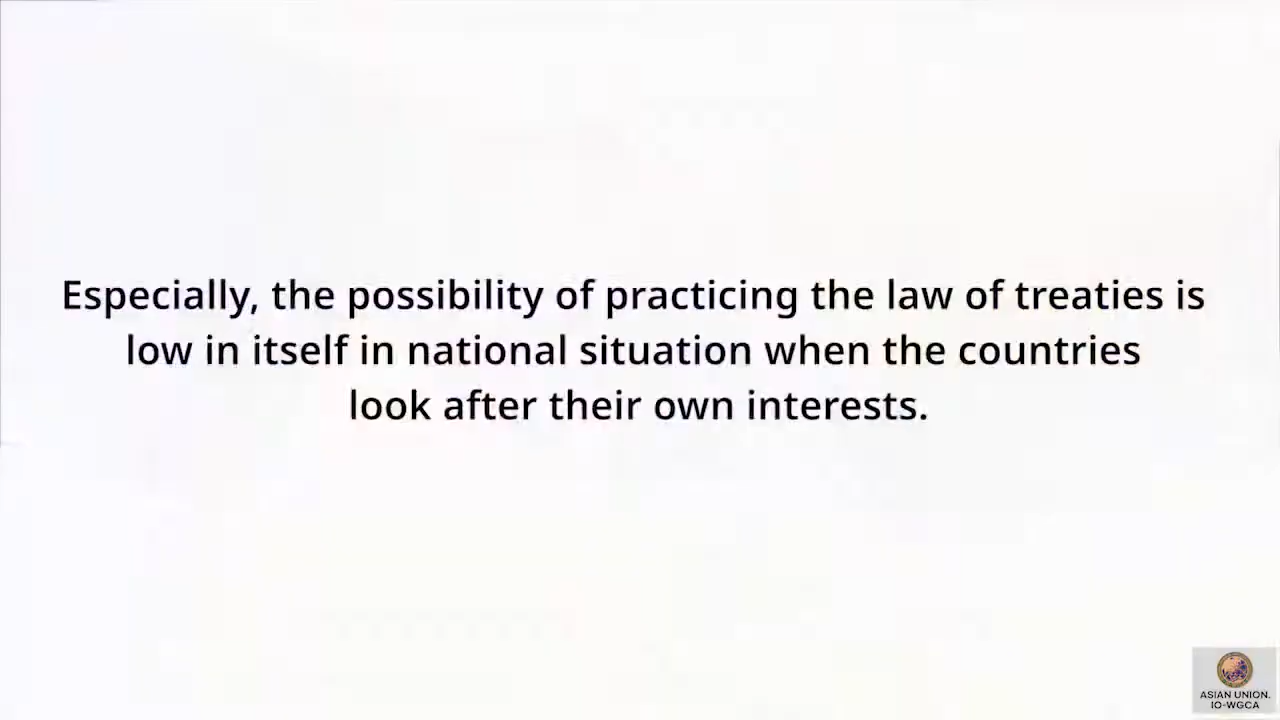 Especially, the possibility of practicing the law of treaties is
low in itself in national situation when the countries
look after their own interests.
ASIAN UNION.
IO-WGCA